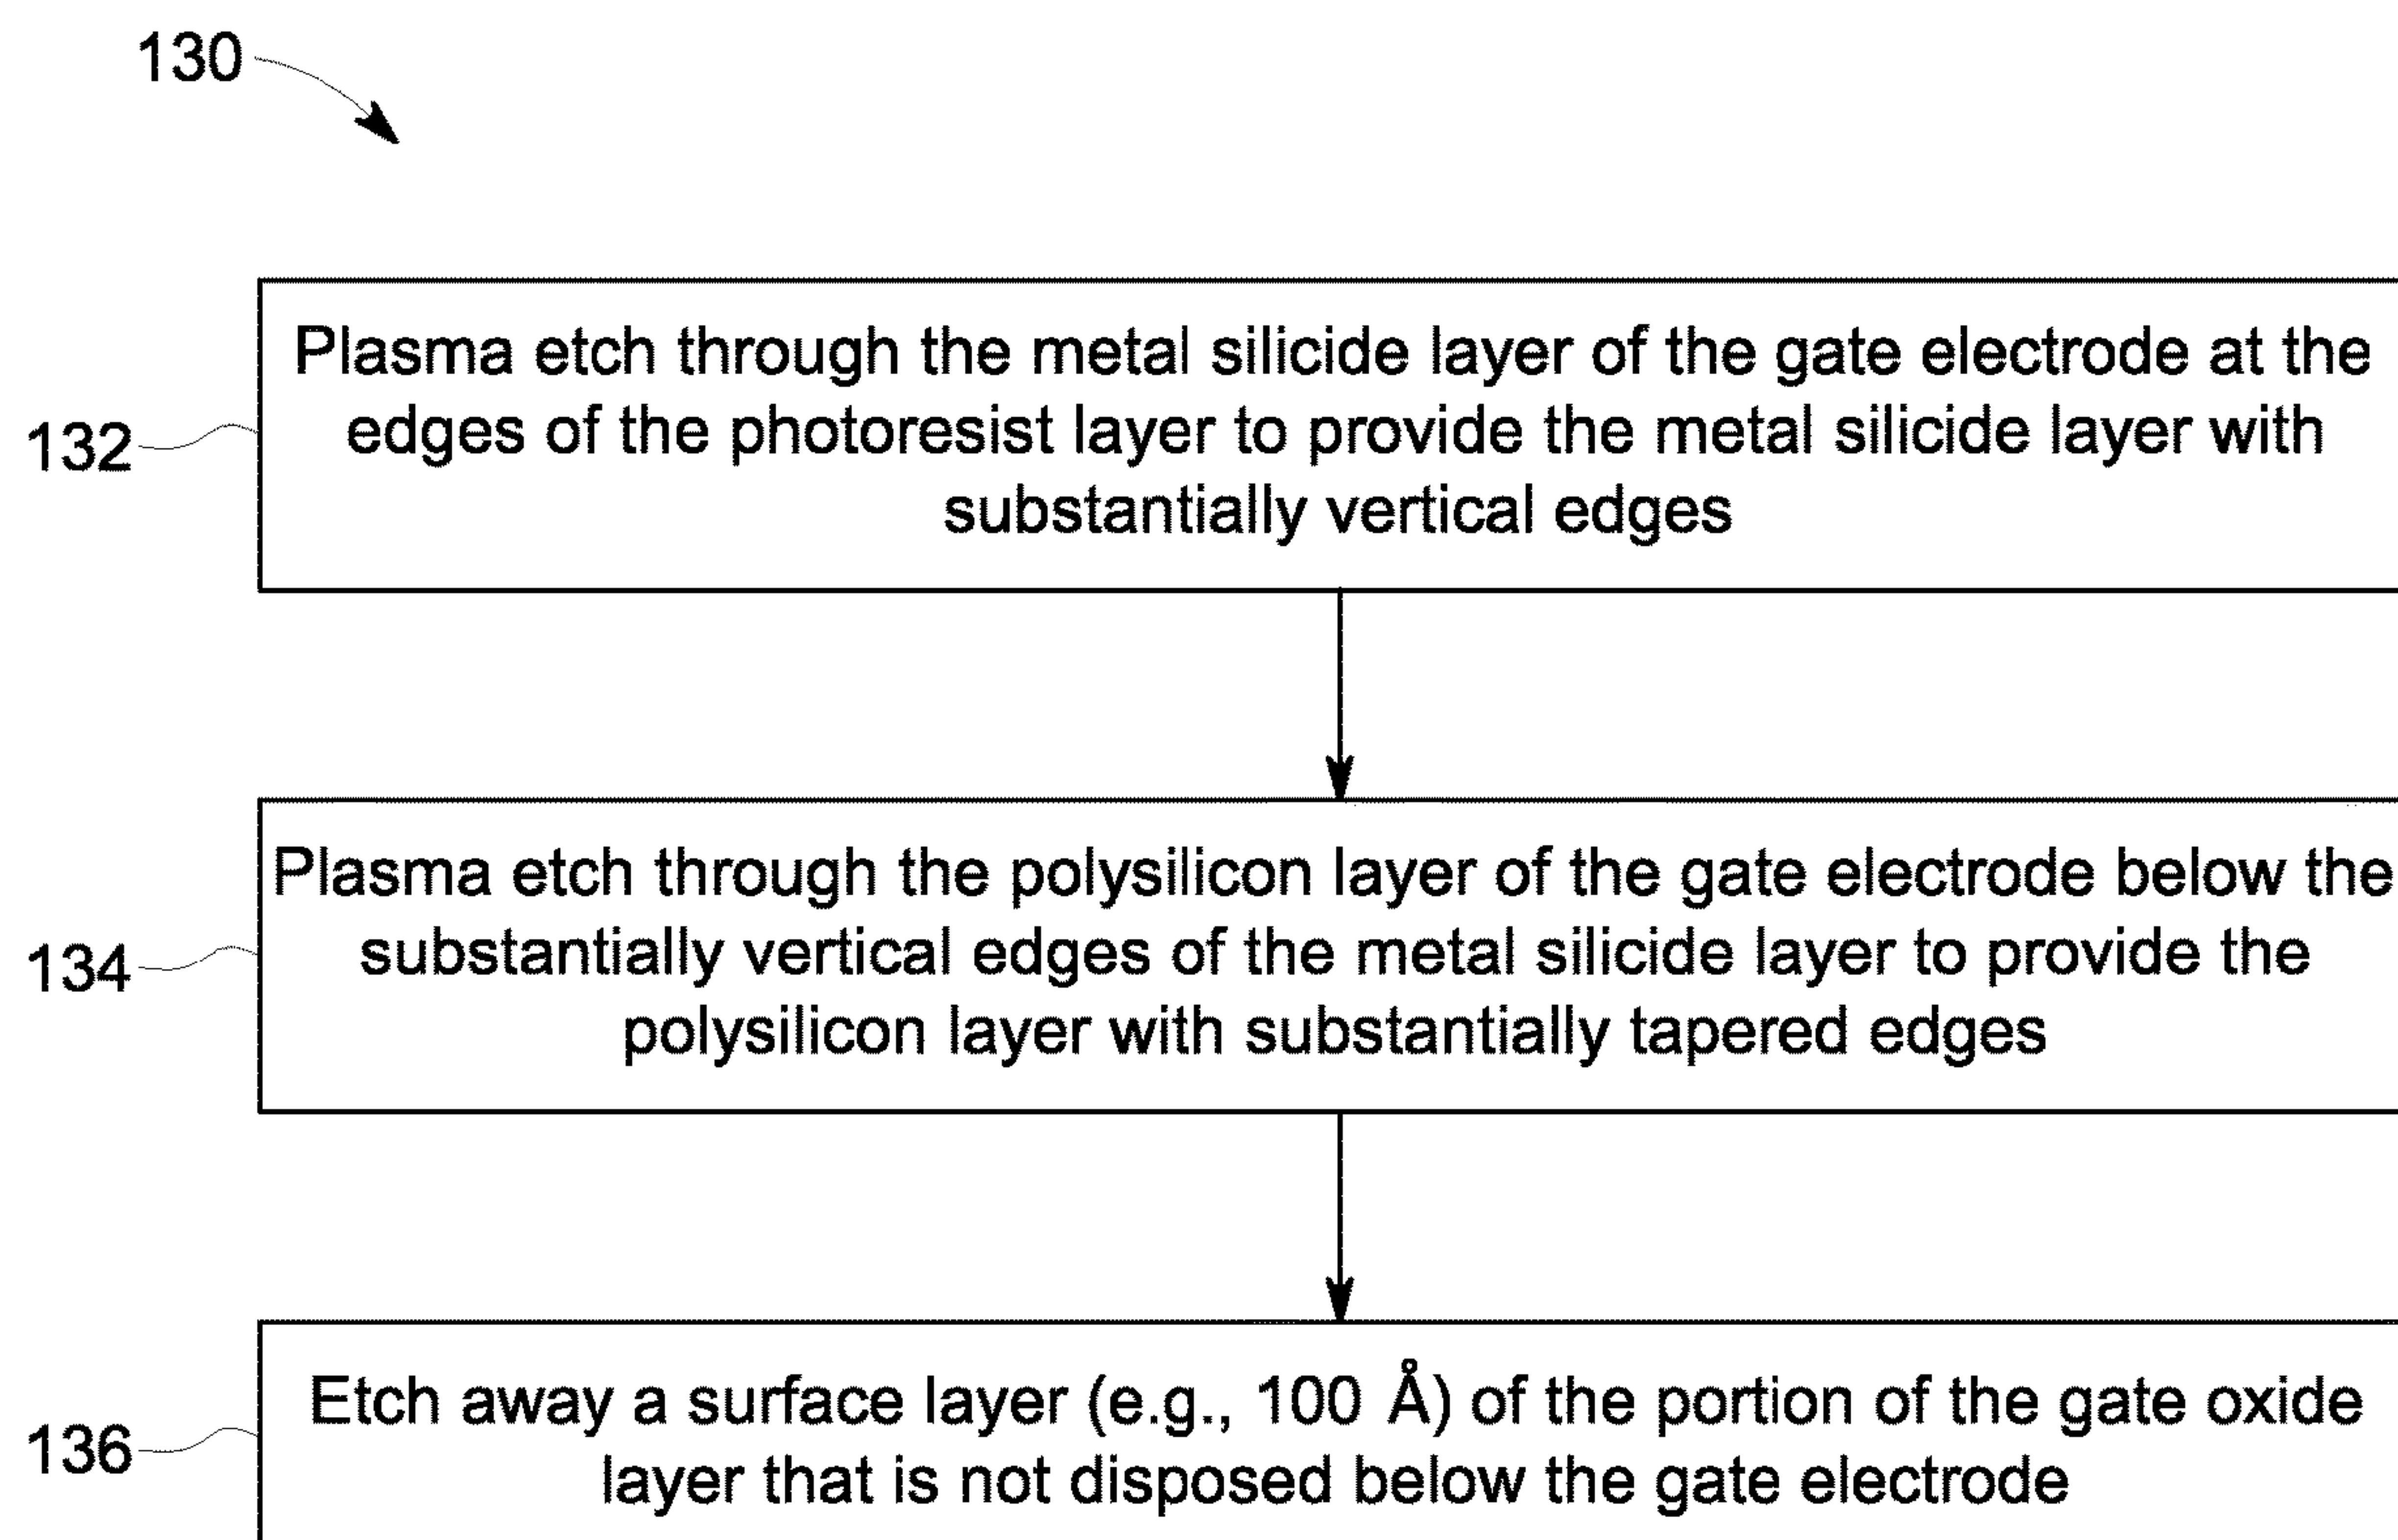 130
132
Plasma etch through the metal silicide layer of the gate electrode at the
edges of the photoresist layer to provide the metal silicide layer with
substantially vertical edges
134
Plasma etch through the polysilicon layer of the gate electrode below the
substantially vertical edges of the metal silicide layer to provide the
polysilicon layer with substantially tapered edges
136
Etch away a surface layer (e.g., 100 Å) of the portion of the gate oxide
layer that is not disposed below the gate electrode